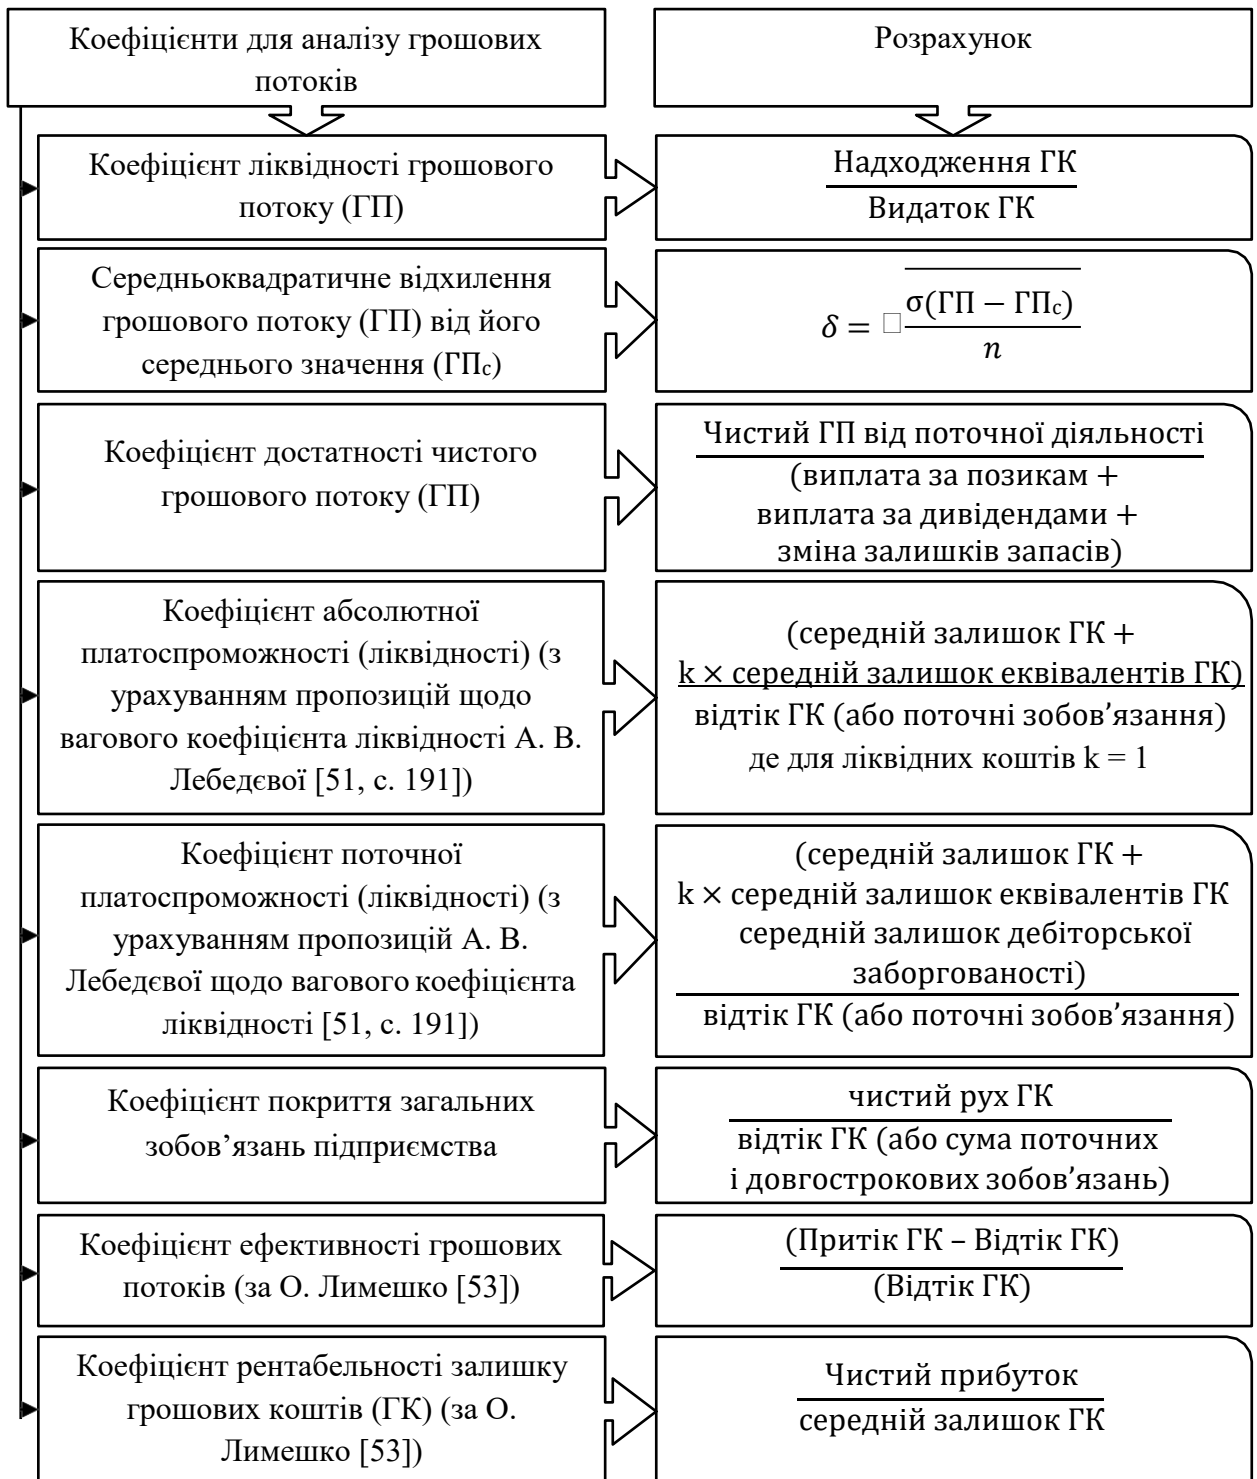 Коефіцієнти для аналізу грошових
потоків
Розрахунок
Коефіцієнт ліквідності грошового
потоку (ГП)
Надходження ГК
Видаток ГК
Середньоквадратичне відхилення
грошового потоку (ГП) від його
середнього значення (ГПс)
δ = □ σ(ГП − ГПс)
n
Коефіцієнт достатності чистого
грошового потоку (ГП)
Чистий ГП від поточної діяльності
(виплата за позикам +
виплата за дивідендами +
зміна залишків запасів)
Коефіцієнт абсолютної
платоспроможності (ліквідності) (з
урахуванням пропозицій щодо
вагового коефіцієнта ліквідності А. В.
Лебедєвої [51, с. 191])
(середній залишок ГК +
k × середній залишок еквівалентів ГК)
відтік ГК (або поточні зобов’язання)
де для ліквідних коштів k = 1
Коефіцієнт поточної
платоспроможності (ліквідності) (з
урахуванням пропозицій А. В.
Лебедєвої щодо вагового коефіцієнта
ліквідності [51, с. 191])
(середній залишок ГК +
k × середній залишок еквівалентів ГК
середній залишок дебіторської
заборгованості)
відтік ГК (або поточні зобов’язання)
Коефіцієнт покриття загальних
зобов’язань підприємства
чистий рух ГК
відтік ГК (або сума поточних
і довгострокових зобов’язань)
Коефіцієнт ефективності грошових
потоків (за О. Лимешко [53])
(Притік ГК – Відтік ГК)
(Відтік ГК)
Коефіцієнт рентабельності залишку
грошових коштів (ГК) (за О.
Лимешко [53])
Чистий прибуток
середній залишок ГК